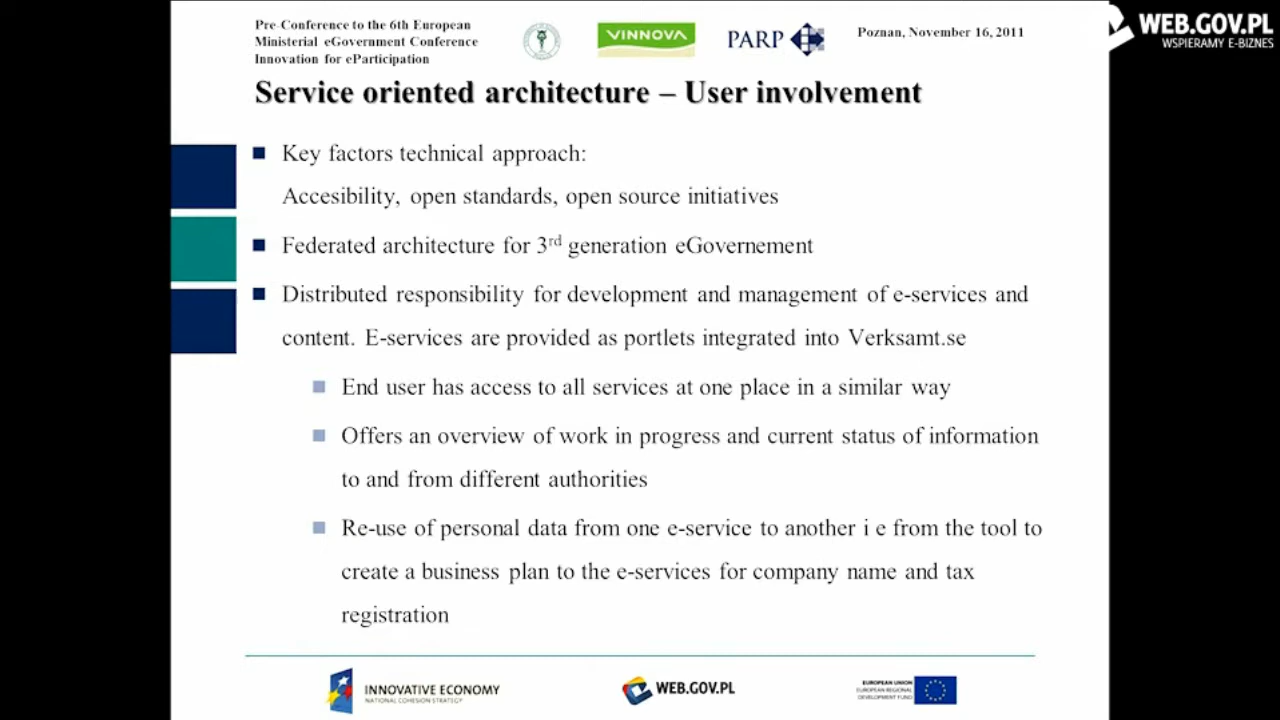 Pre-Conference to the 6th European
Ministerial eGovernment Conference
Innovation for eParticipation
VINNOVA
PARP
Poznan, November 16, 2011
WEB.GOV.PL
WSPIERAMY E-BIZNES
Service oriented architecture – User involvement
Key factors technical approach:
Accesibility, open standards, open source initiatives
Federated architecture for 3rd generation eGovernement
Distributed responsibility for development and management of e-services and
content. E-services are provided as portlets integrated into Verksamt.se
End user has access to all services at one place in a similar way
Offers an overview of work in progress and current status of information
to and from different authorities
Re-use of personal data from one e-service to another i e from the tool to
create a business plan to the e-services for company name and tax
registration
INNOVATIVE ECONOMY
NATIONAL COHESION STRATEGY
WEB.GOV.PL
EUROPEAN UNION
EUROPEAN REGIONAL
DEVELOPMENT FUND